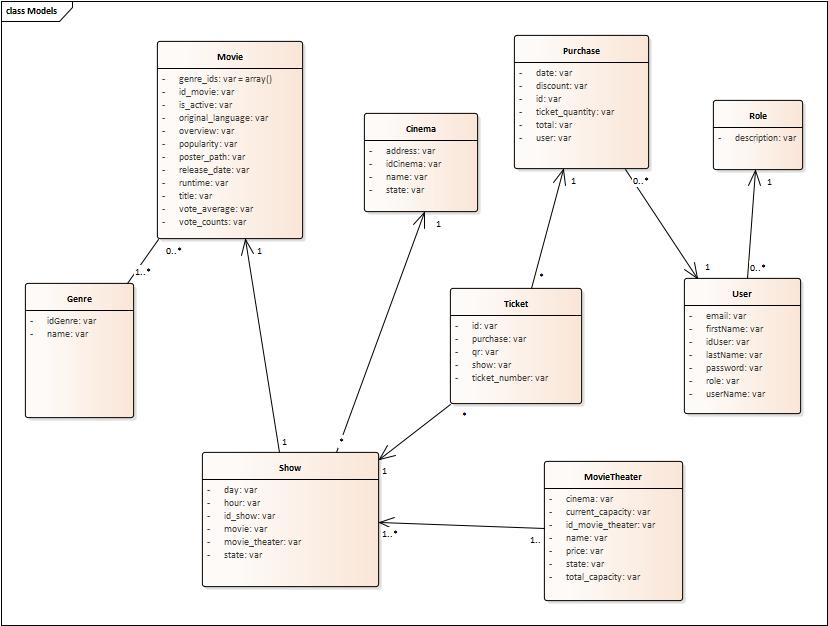 class Models
Movie
- genre_ids: var = array()
- id_movie: var
- is_active: var
- original_language: var
- overview: var
- popularity: var
- poster_path: var
- release_date: var
- runtime: var
- title: var
- vote_average: var
- vote_counts: var
Cinema
- address: var
- idCinema: var
- name: var
- state: var
Purchase
- date: var
- discount: var
- id: var
- ticket_quantity: var
- total: var
- user: var
Role
- description: var
0..*
1
1..*
1
1
0..*
1
*
1
0..*
Genre
- idGenre: var
- name: var
Ticket
- id: var
- purchase: var
- qr: var
- show: var
- ticket_number: var
User
- email: var
- firstName: var
- idUser: var
- lastName: var
- password: var
- role: var
- userName: var
1
*
*
1
Show
- day: var
- hour: var
- id_show: var
- movie: var
- movie_theater: var
- state: var
1..*
1..
MovieTheater
- cinema: var
- current_capacity: var
- id_movie_theater: var
- name: var
- price: var
- state: var
- total_capacity: var